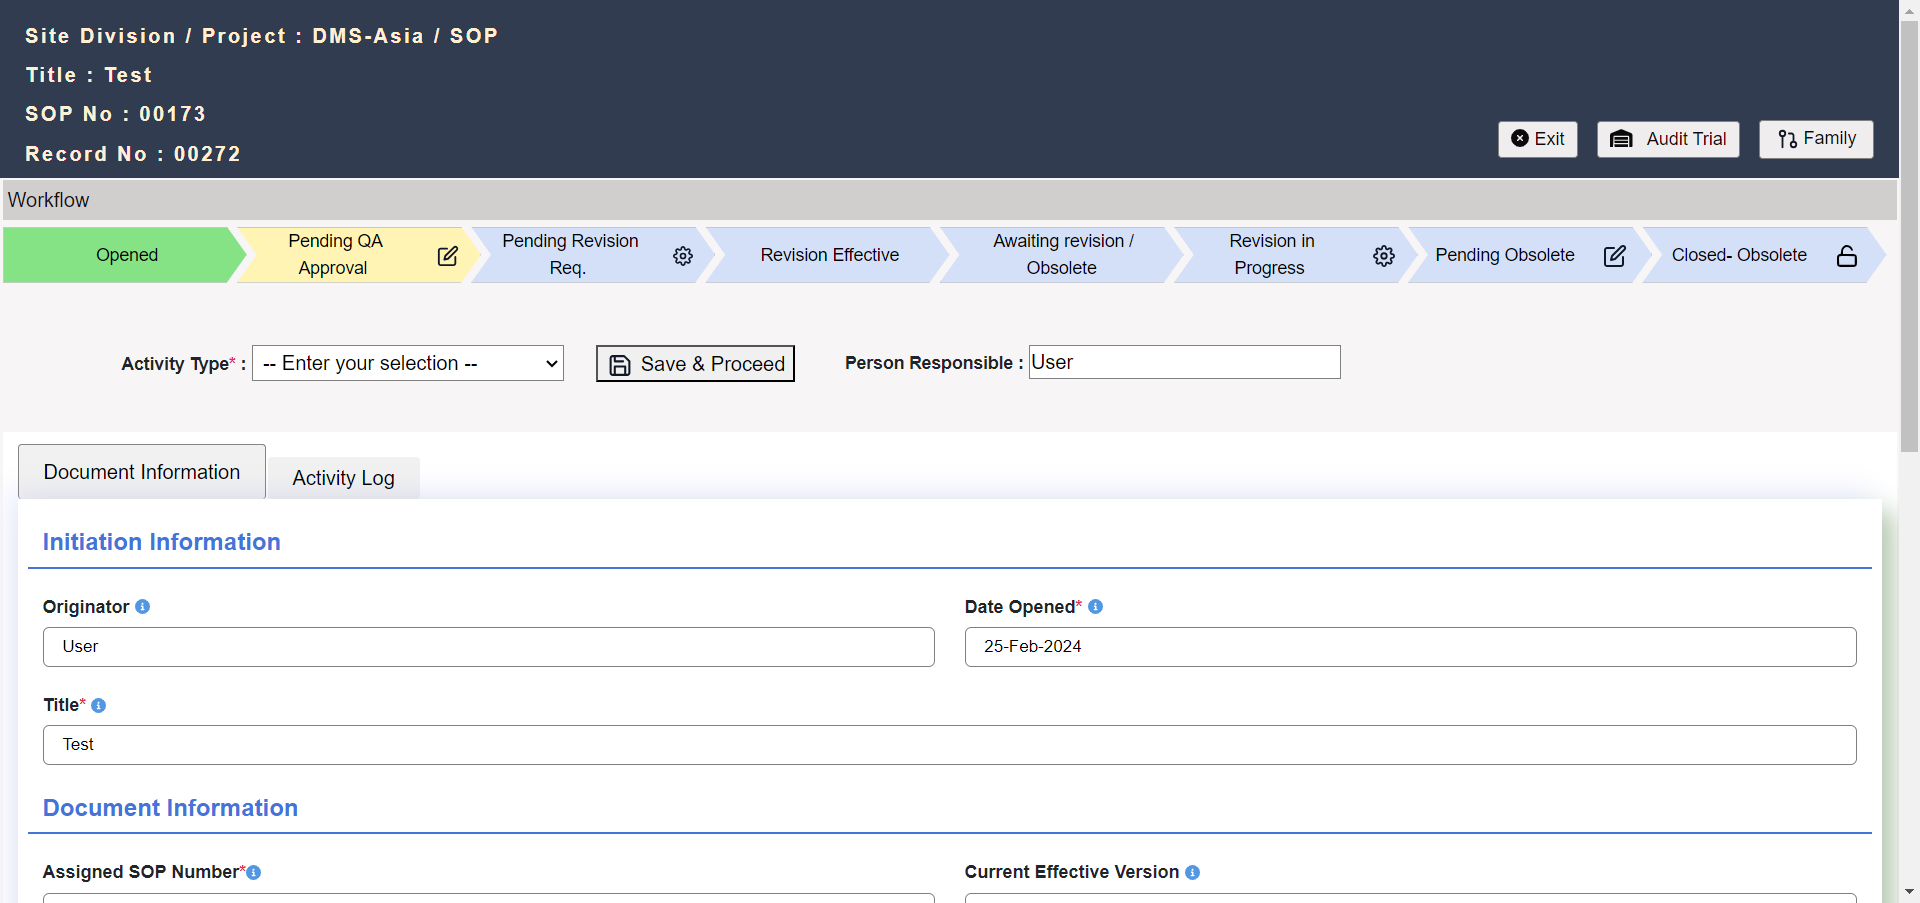 Site Division / Project : DMS-Asia / SOP
Title : Test
SOP No : 00173
Record No : 00272
Exit
Audit Trial
Family
Workflow
Opened
Pending QA
Approval
Pending Revision
Req.
Revision Effective
Awaiting revision /
Obsolete
Revision in
Progress
Pending Obsolete
Closed- Obsolete
Activity Type* :
-- Enter your selection --
Save & Proceed
Person Responsible :
User
Document Information
Activity Log
Initiation Information
Originator
Date Opened*
User
25-Feb-2024
Title*
Test
Document Information
Assigned SOP Number*
Current Effective Version